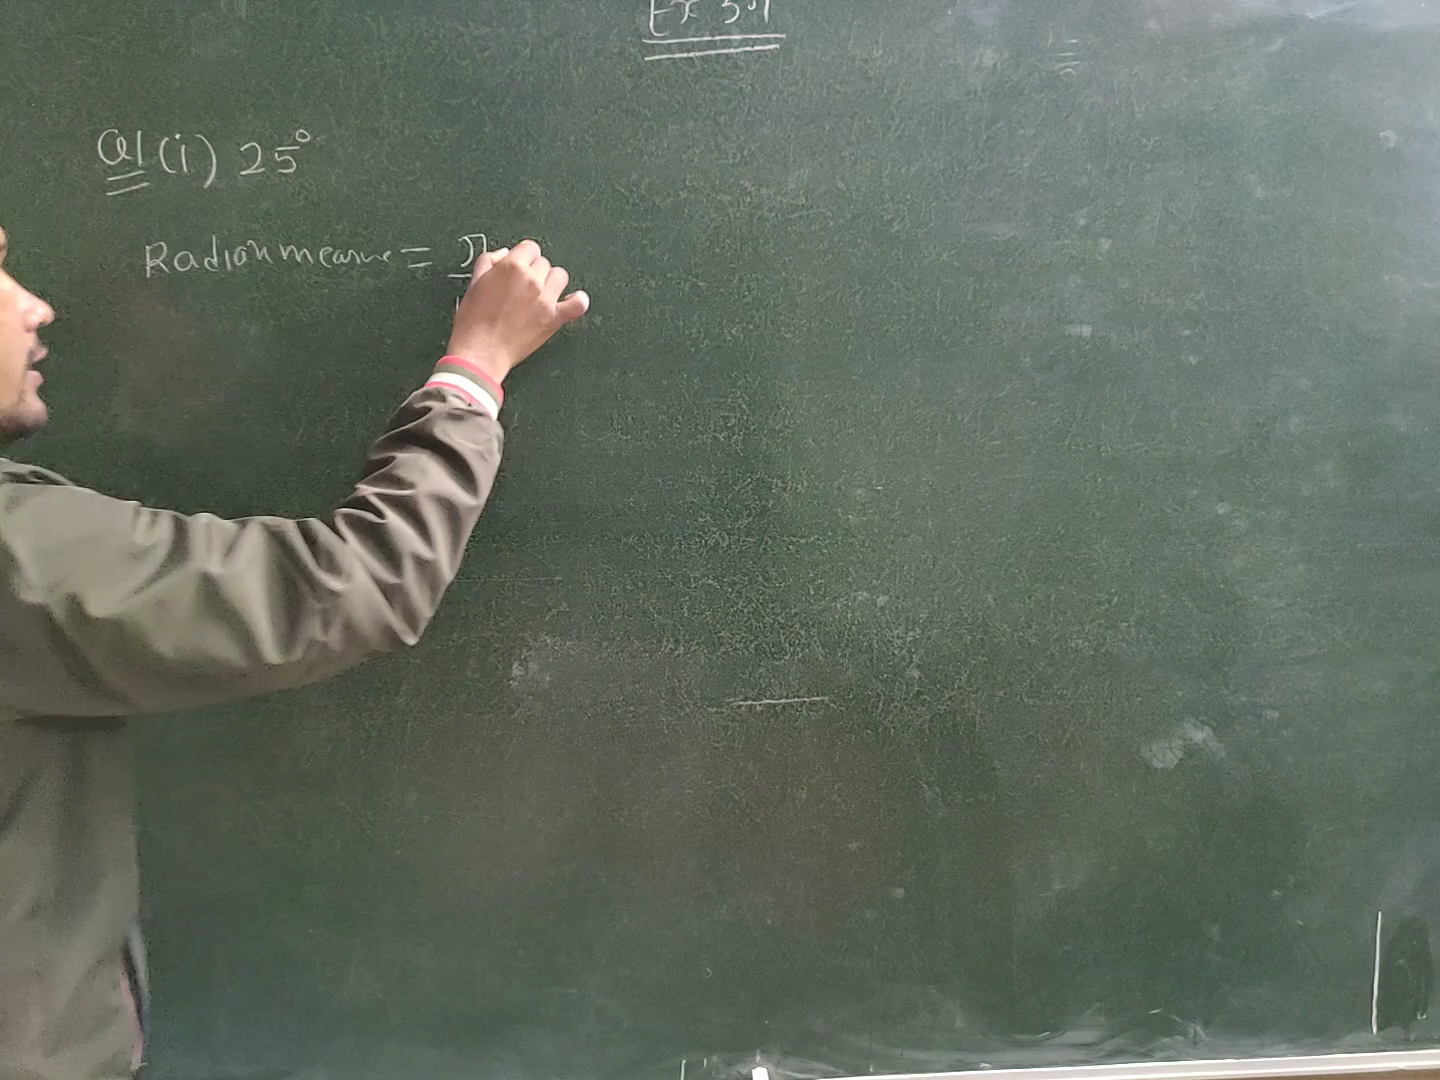 Ex 3.1
Q1 (i) 25°
Radian measure = π